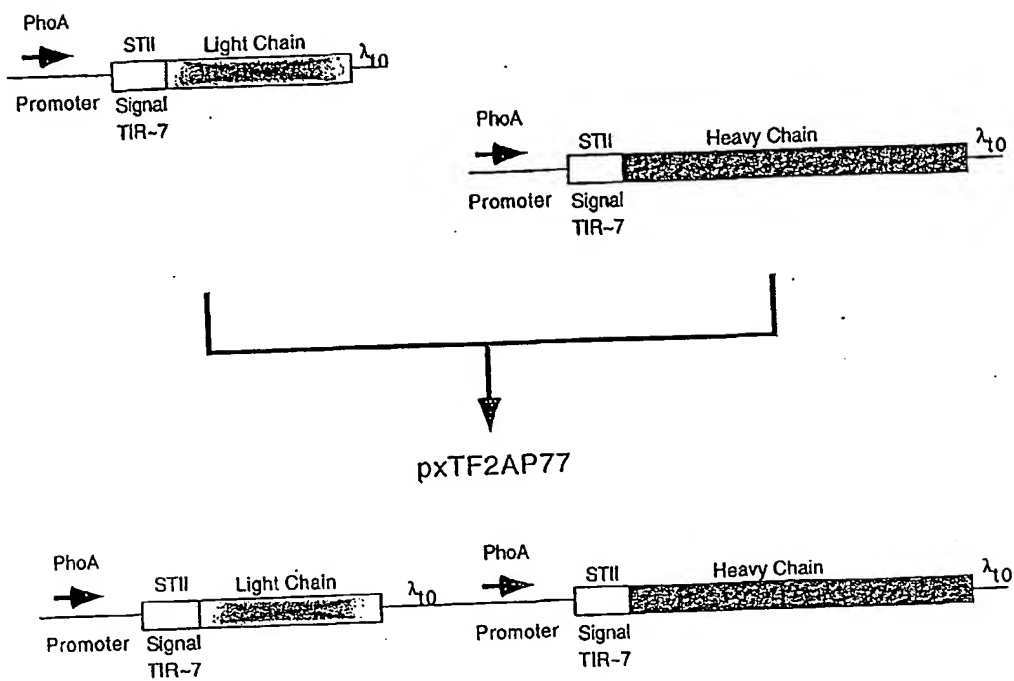 PhoA
STII
Light Chain
λt0
Promoter
Signal
TIR~7
PhoA
STII
Heavy Chain
λt0
Promoter
Signal
TIR~7
pxTF2AP77
PhoA
STII
Light Chain
λt0
Promoter
Signal
TIR~7
PhoA
STII
Heavy Chain
λt0
Promoter
Signal
TIR~7